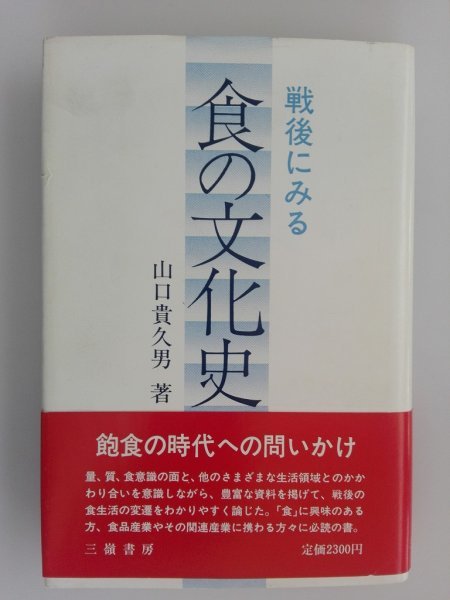 戦後にみる
食の文化史
山口貴久男 著
飽食の時代への問いかけ
量、質、食意識の面と、他のさまざまな生活領域とのかか
わり合いを意識しながら、豊富な資料を掲げて、戦後の
食生活の変遷をわかりやすく論じた。「食」に興味のある
方、食品産業やその関連産業に携わる方々に必読の書。
三嶺書房
定価2300円